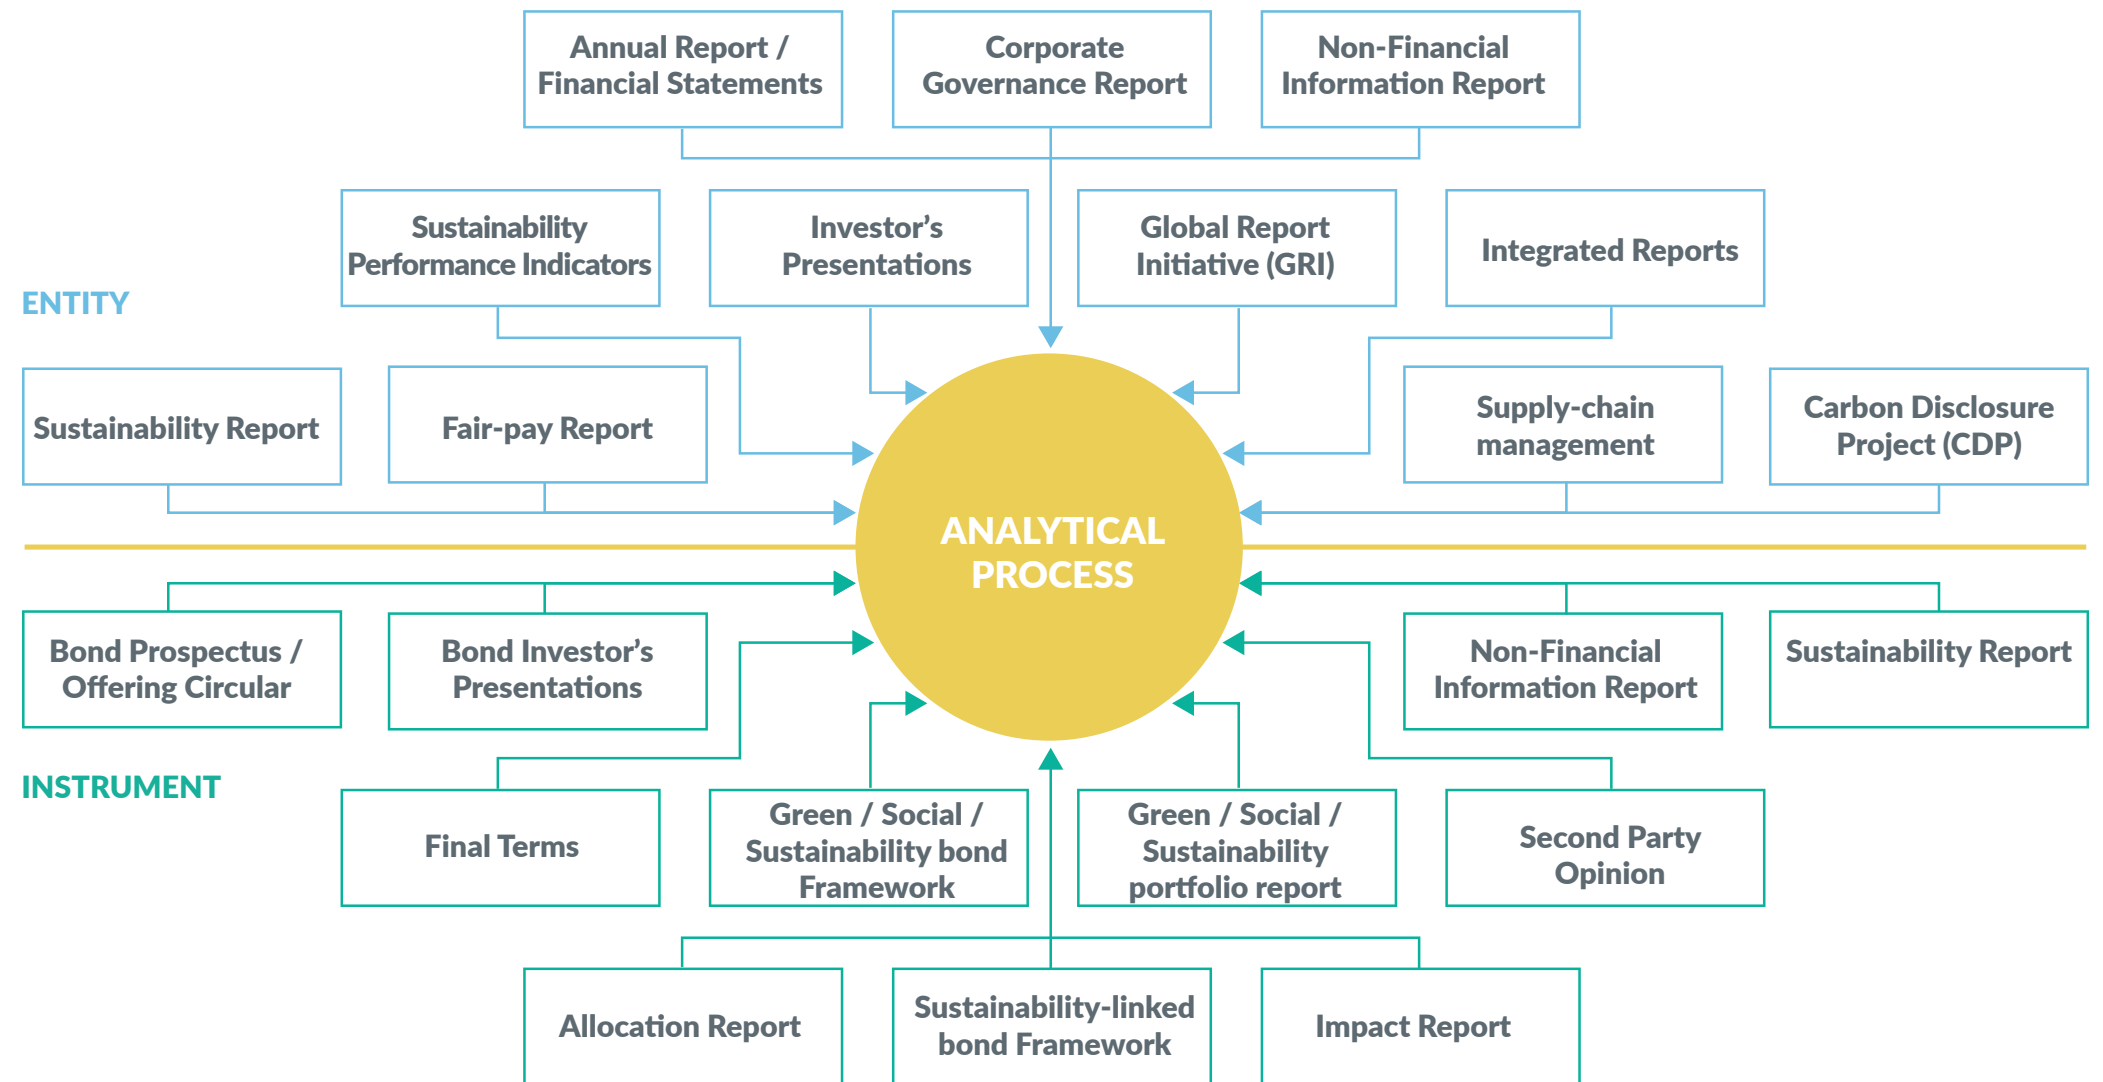 Annual Report /
Financial Statements
Corporate
Governance Report
Non-Financial
Information Report
Sustainability
Performance Indicators
Investor’s
Presentations
Global Report
Initiative (GRI)
Integrated Reports
ENTITY
Sustainability Report
Fair-pay Report
Supply-chain
management
Carbon Disclosure
Project (CDP)
ANALYTICAL
PROCESS
Bond Prospectus /
Offering Circular
Bond Investor’s
Presentations
Non-Financial
Information Report
Sustainability Report
INSTRUMENT
Final Terms
Green / Social /
Sustainability bond
Framework
Green / Social /
Sustainability
portfolio report
Second Party
Opinion
Allocation Report
Sustainability-linked
bond Framework
Impact Report